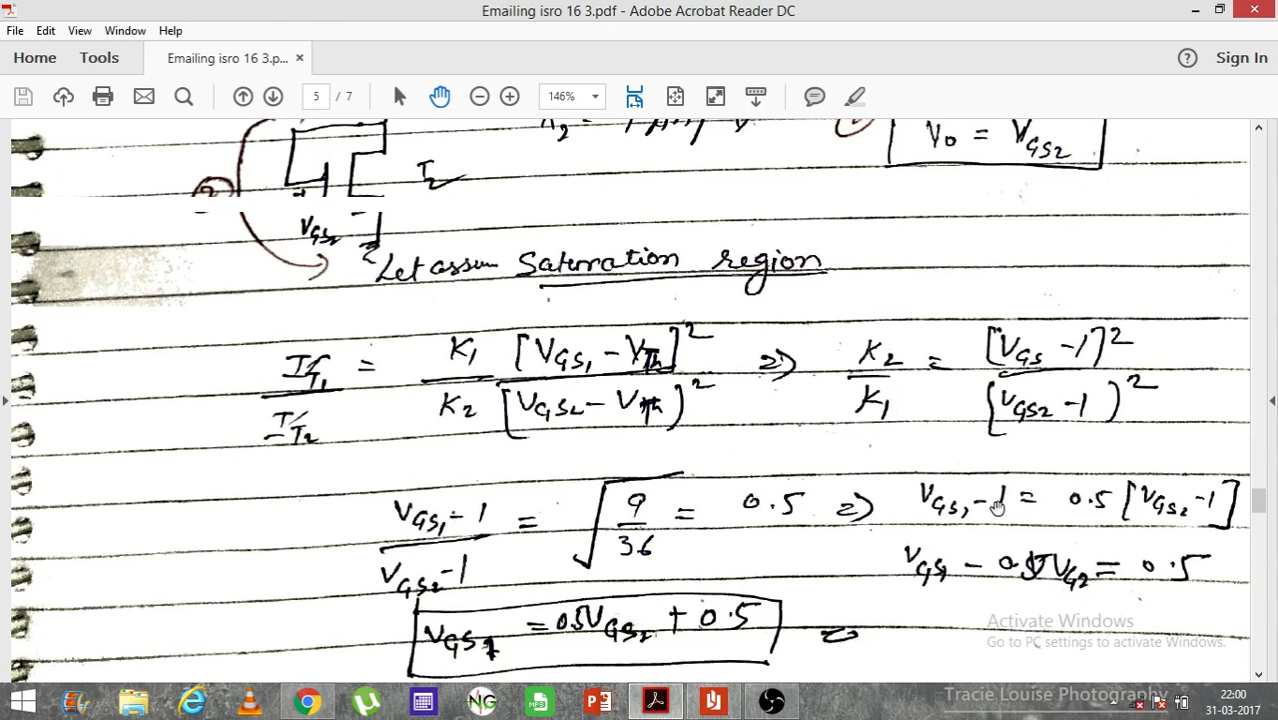 Emailing isro 16 3.pdf - Adobe Acrobat Reader DC
File Edit View Window Help
Home Tools Emailing isro 16 3.p... × ? Sign In
5 / 7 146%
V0 = VGS2
T2
VGS2
Let assum Saturation region
IT1 / IT2 = K1 [VGS1 - VTh]^2 / K2 [VGS2 - VTh)^2 => K2 / K1 = [VGS - 1]^2 / [VGS2 - 1)^2
VGS1 - 1 / VGS2 - 1 = √9/36 = 0.5 => VGS1 - 1 = 0.5 [VGS2 - 1]
VGS1 - 0.5VG2 = 0.5
VGS1 = 0.5VGS2 + 0.5
Activate Windows
Go to PC settings to activate Windows.
Tracie Louise Photography
22:00
31-03-2017